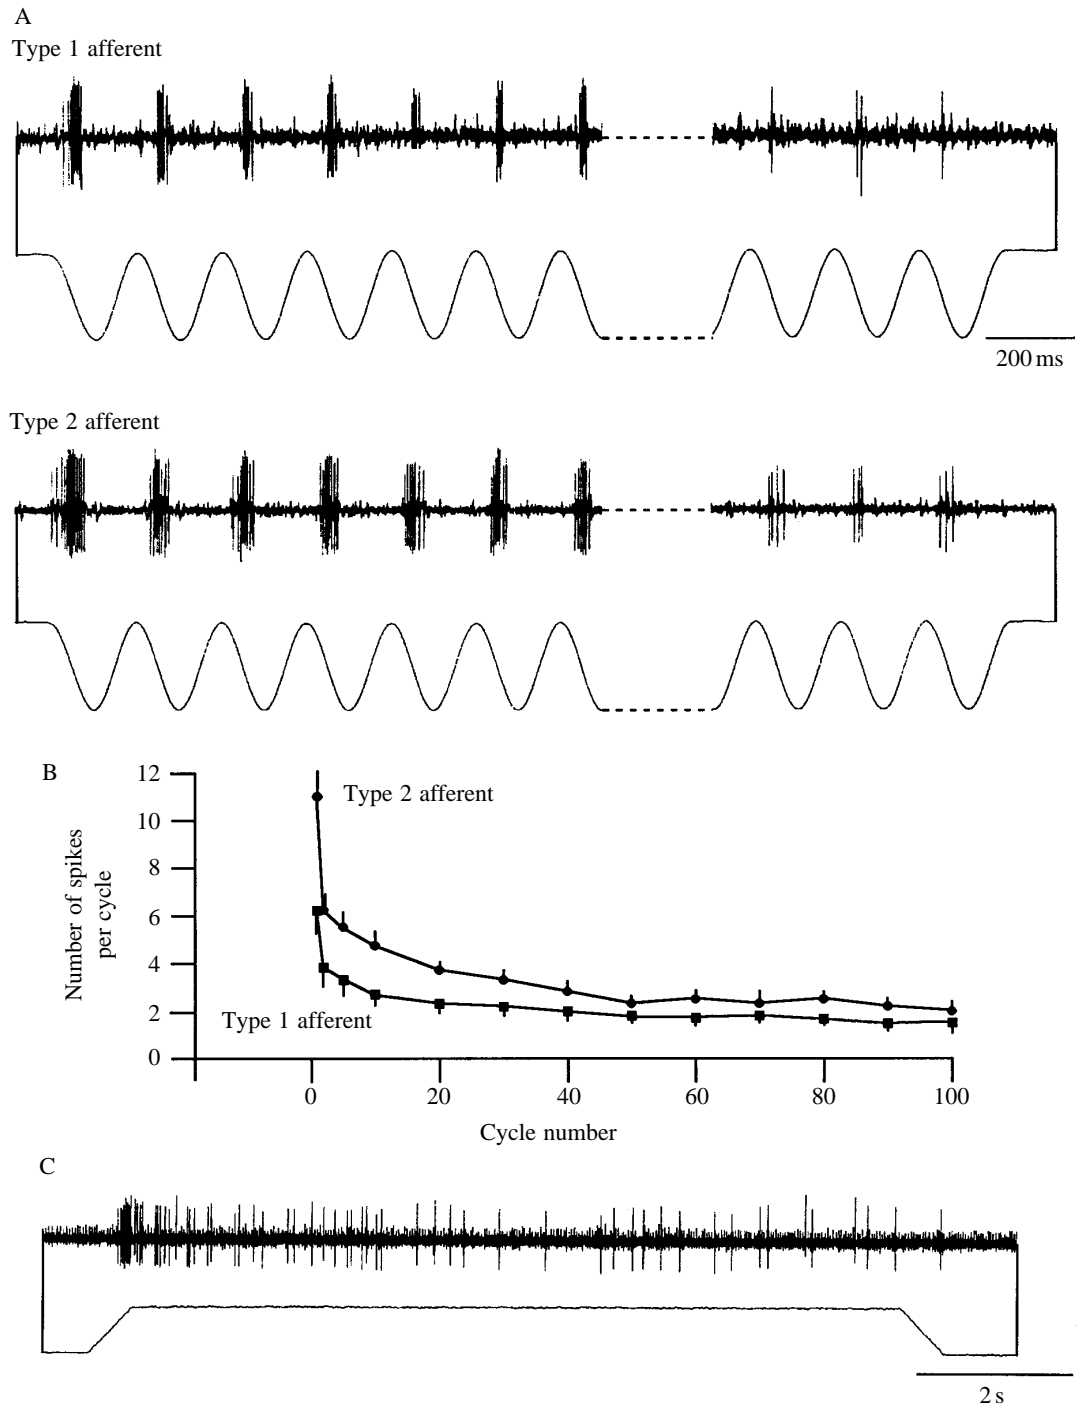 A
Type 1 afferent
200 ms
Type 2 afferent
B
Number of spikes
per cycle
12
10
8
6
4
2
0
Type 2 afferent
Type 1 afferent
0 20 40 60 80 100
Cycle number
C
2 s